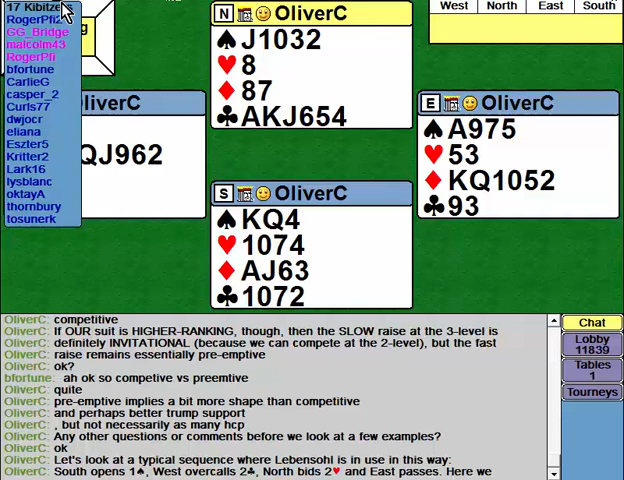 17 Kibitze
RogerPfi2
GG_Bridge
malcolm43
RogerPfi
bfortune
CarlieG
casper_2
Curls77
dwjocr
eliana
Eszter5
Kritter2
Lark16
lysblanc
oktayA
thornbury
tosunerk
g
N OliverC
♠J1032
♥8
♦87
♣AKJ654
West North East South
liverC
QJ962
E OliverC
♠A975
♥53
♦KQ1052
♣93
S OliverC
♠KQ4
♥1074
♦AJ63
♣1072
OliverC: competitive
OliverC: If OUR suit is HIGHER-RANKING, though, then the SLOW raise at the 3-level is
OliverC: definitely INVITATIONAL (because we can compete at the 2-level), but the fast
OliverC: raise remains essentially pre-emptive
OliverC: ok?
bfortune: ah ok so competive vs preemtive
OliverC: quite
OliverC: pre-emptive implies a bit more shape than competitive
OliverC: and perhaps better trump support
OliverC: , but not necessarily as many hcp
OliverC: Any other questions or comments before we look at a few examples?
OliverC: ok
OliverC: Let's look at a typical sequence where Lebensohl is in use in this way:
OliverC: South opens 1♠, West overcalls 2♣, North bids 2♥ and East passes. Here we
Chat
Lobby
11839
Tables
1
Tourneys